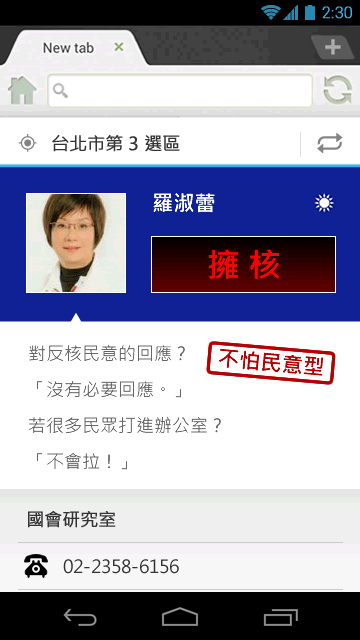 2:30
New tab
台北市第 3 選區
羅淑蕾
擁核
對反核民意的回應？
不怕民意型
「沒有必要回應。」
若很多民眾打進辦公室？
「不會拉！」
國會研究室
02-2358-6156